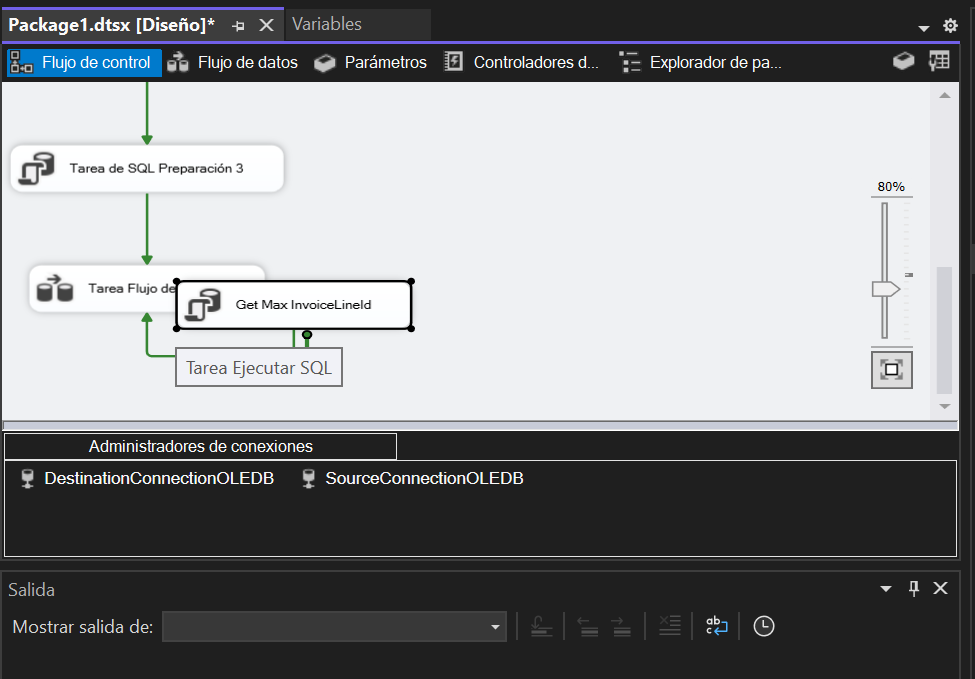 Package1.dtsx [Diseño]*
Variables
Flujo de control
Flujo de datos
Parámetros
Controladores d...
Explorador de pa...
Tarea de SQL Preparación 3
80%
Tarea Flujo de
Get Max InvoiceLineId
Tarea Ejecutar SQL
Administradores de conexiones
DestinationConnectionOLEDB
SourceConnectionOLEDB
Salida
Mostrar salida de: